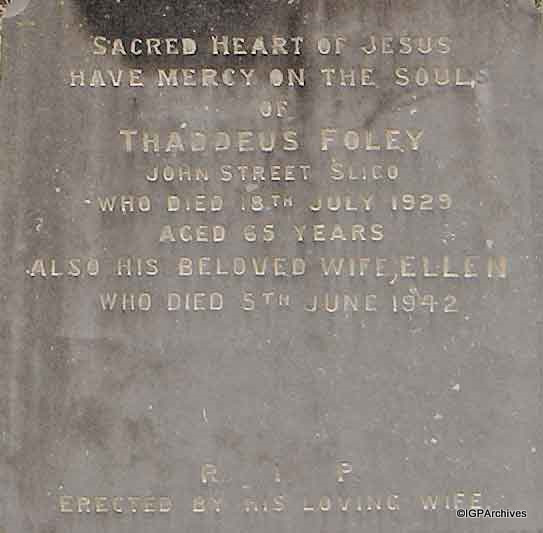 SACRED HEART OF JESUS
HAVE MERCY ON THE SOULS
OF
THADDEUS FOLEY
JOHN STREET SLIGO
WHO DIED 18TH JULY 1929
AGED 65 YEARS
ALSO HIS BELOVED WIFE, ELLEN
WHO DIED 5TH JUNE 1942
R I P
ERECTED BY HIS LOVING WIFE
©IGPArchives